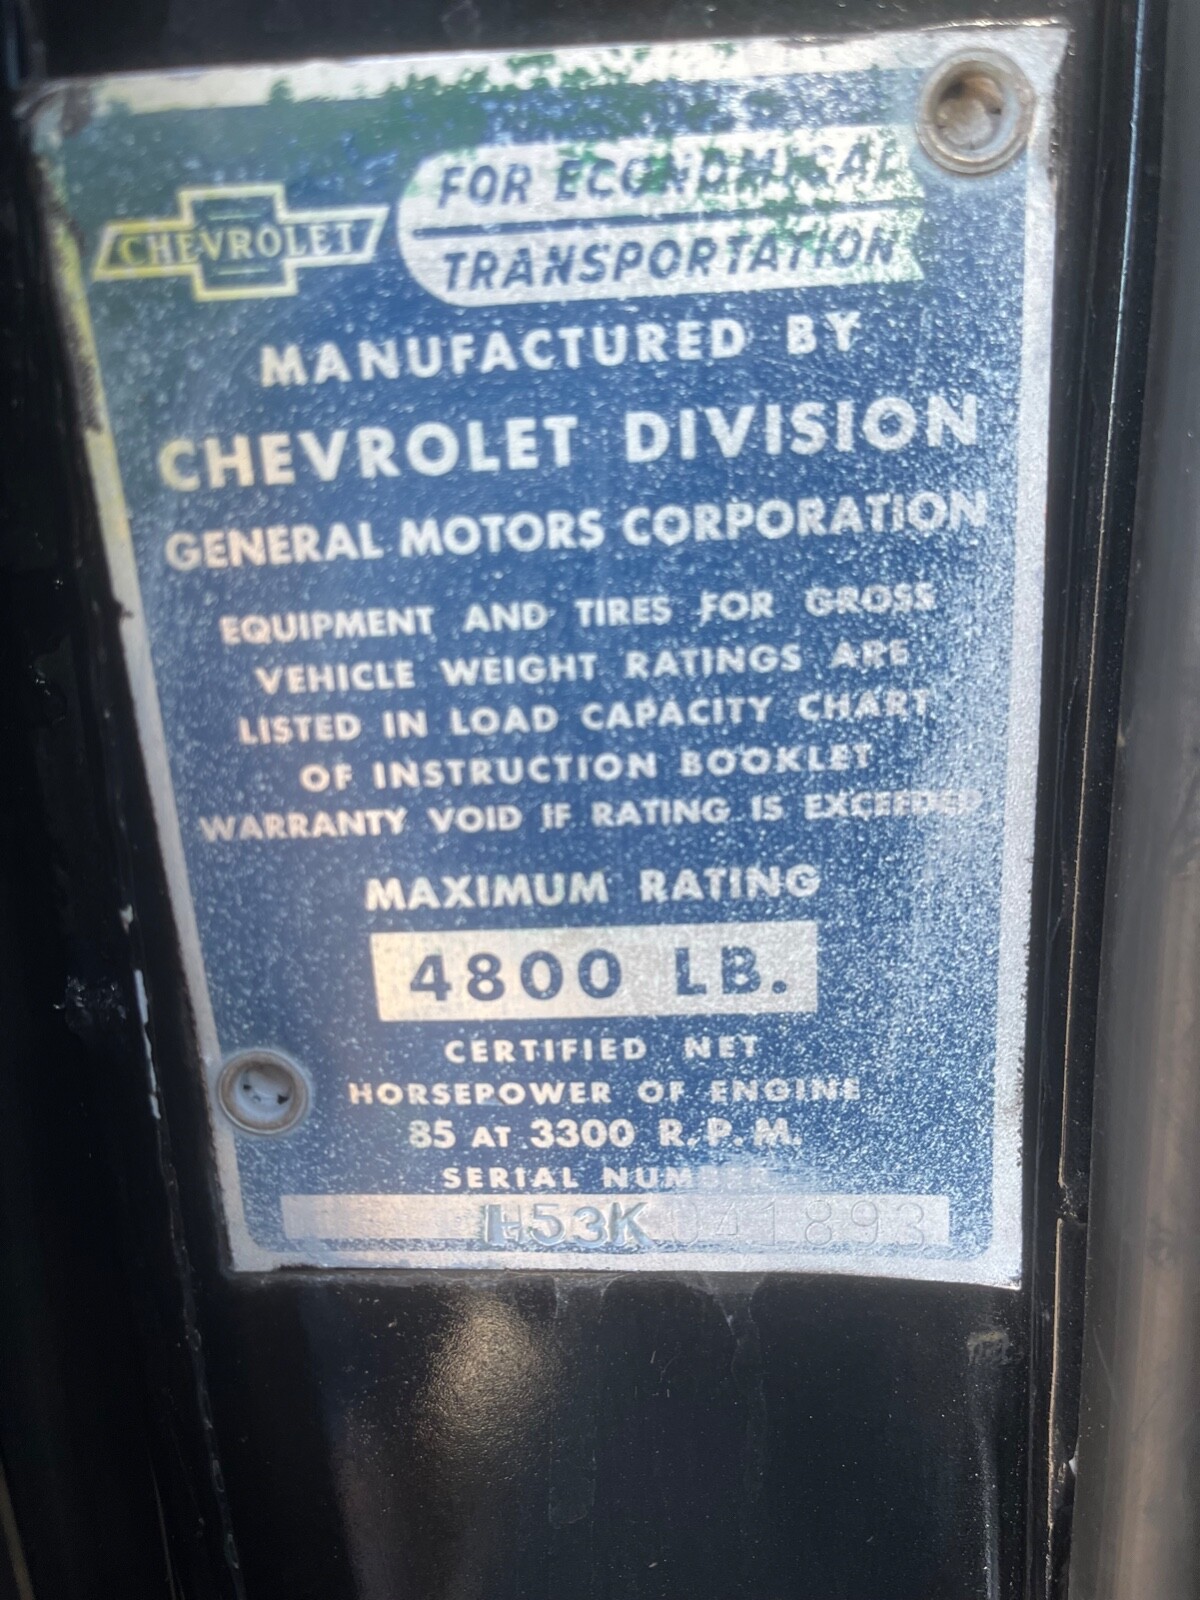 CHEVROLET
FOR ECONOMICAL
TRANSPORTATION
MANUFACTURED BY
CHEVROLET DIVISION
GENERAL MOTORS CORPORATION
EQUIPMENT AND TIRES FOR GROSS
VEHICLE WEIGHT RATINGS ARE
LISTED IN LOAD CAPACITY CHART
OF INSTRUCTION BOOKLET
WARRANTY VOID IF RATING IS EXCEEDED
MAXIMUM RATING
4800 LB.
CERTIFIED NET
HORSEPOWER OF ENGINE
85 AT 3300 R.P.M.
SERIAL NUMBER
H53K041893